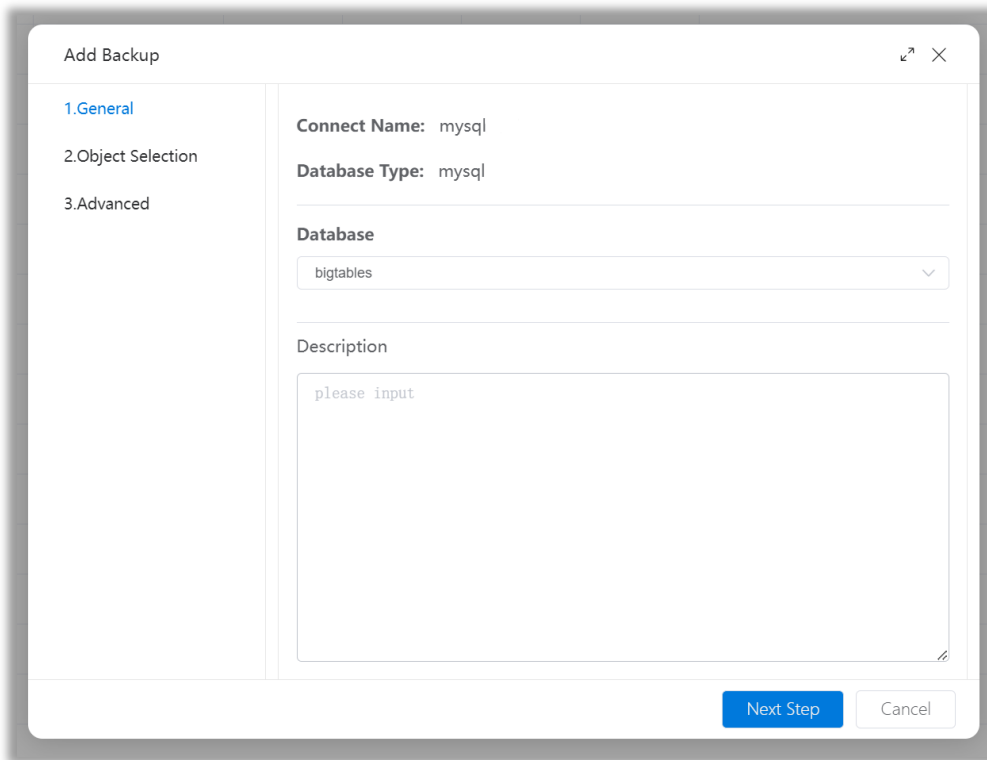 Add Backup
1.General
2.Object Selection
3.Advanced
Connect Name: mysql
Database Type: mysql
Database
bigtables
Description
please input
Next Step
Cancel